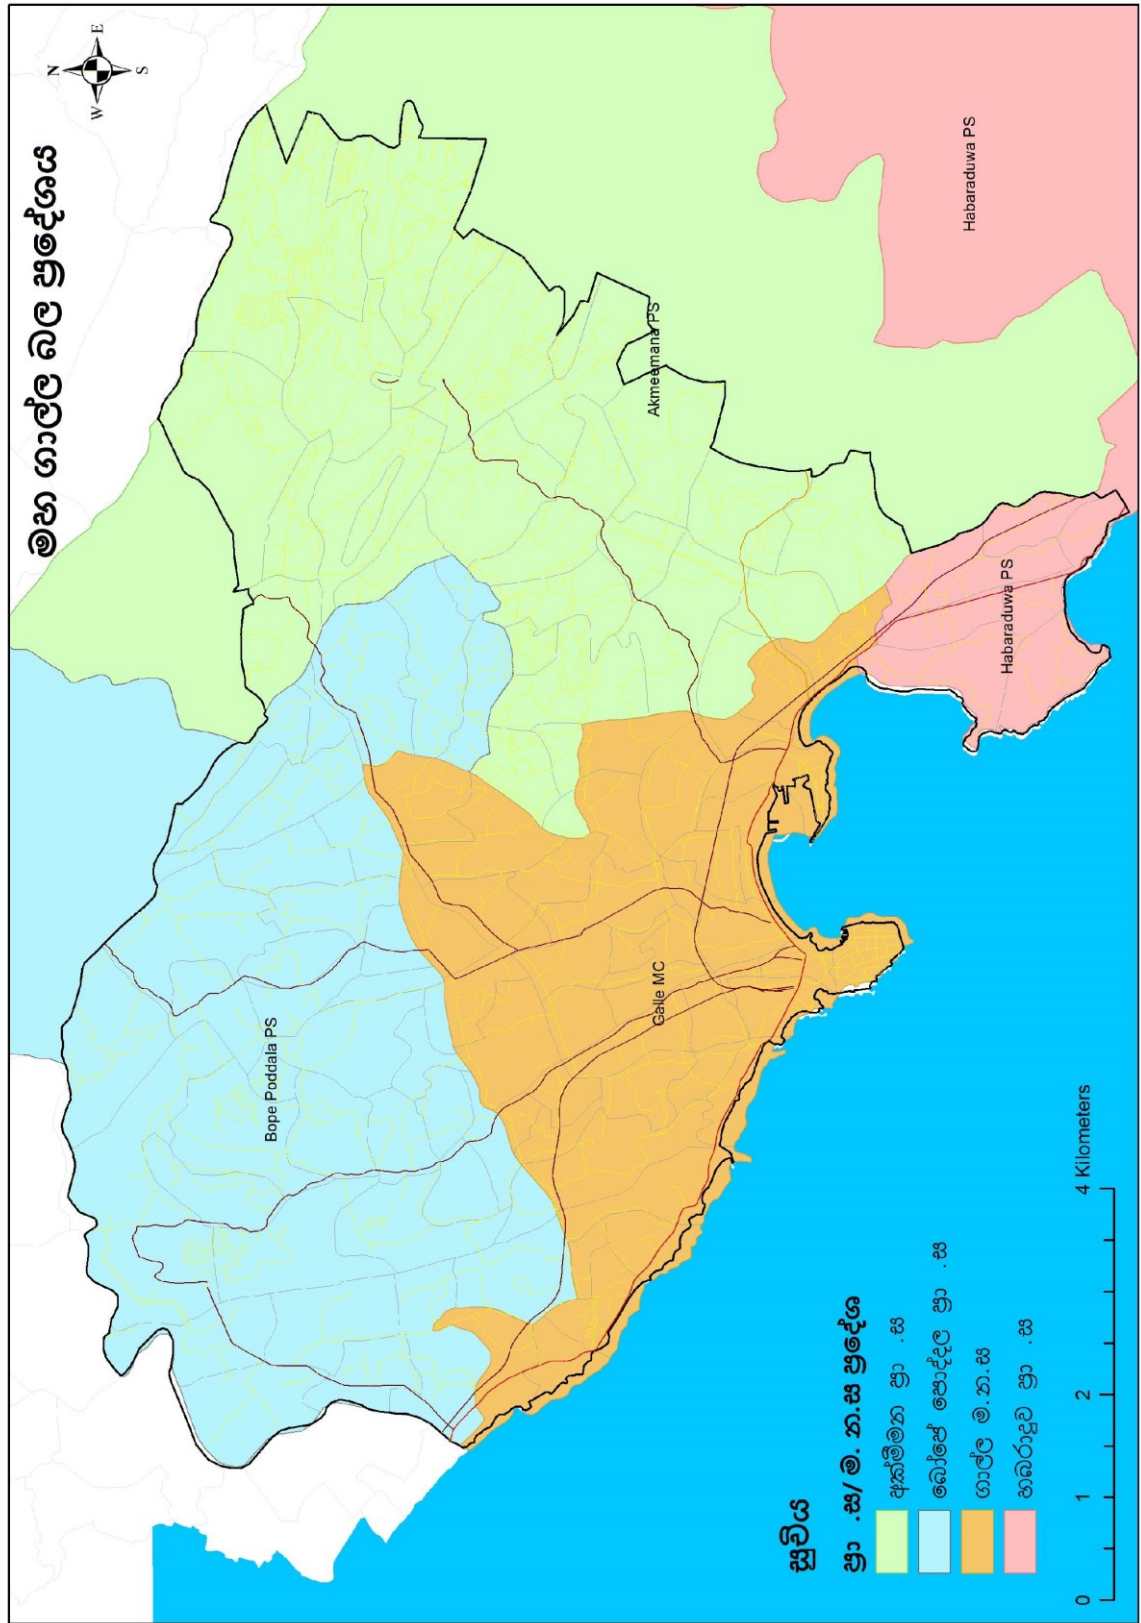 මහ ගාල්ල බල ප්‍රදේශය
N
W E
S
Bope Poddala PS
Akmeemana PS
Galle MC
Habaraduwa PS
Habaraduwa PS
සූචිය
ප්‍රා .ස/ ම. න.ස ප්‍රදේශ
අක්මීමන ප්‍රා .ස
බෝපේ පොද්දල ප්‍රා .ස
ගාල්ල ම.න.ස
හබරාදූව ප්‍රා .ස
0 1 2 4 Kilometers